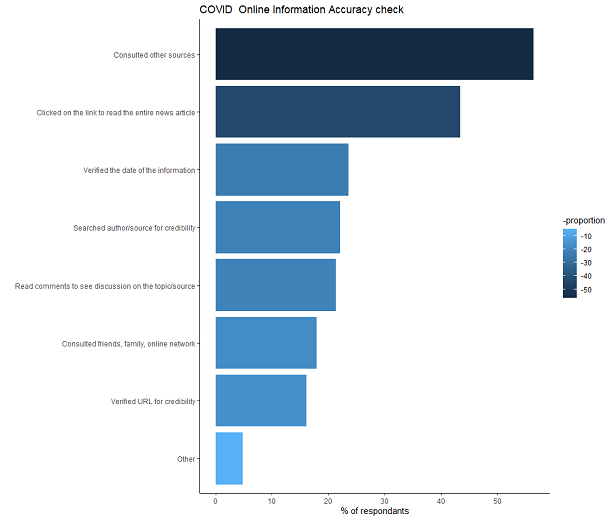 COVID  Online Information Accuracy check
Consulted other sources
Clicked on the link to read the entire news article
Verified the date of the information
Searched author/source for credibility
Read comments to see discussion on the topic/source
Consulted friends, family, online network
Verified URL for credibility
Other
0 10 20 30 40 50
% of respondants
-proportion
-10
-20
-30
-40
-50